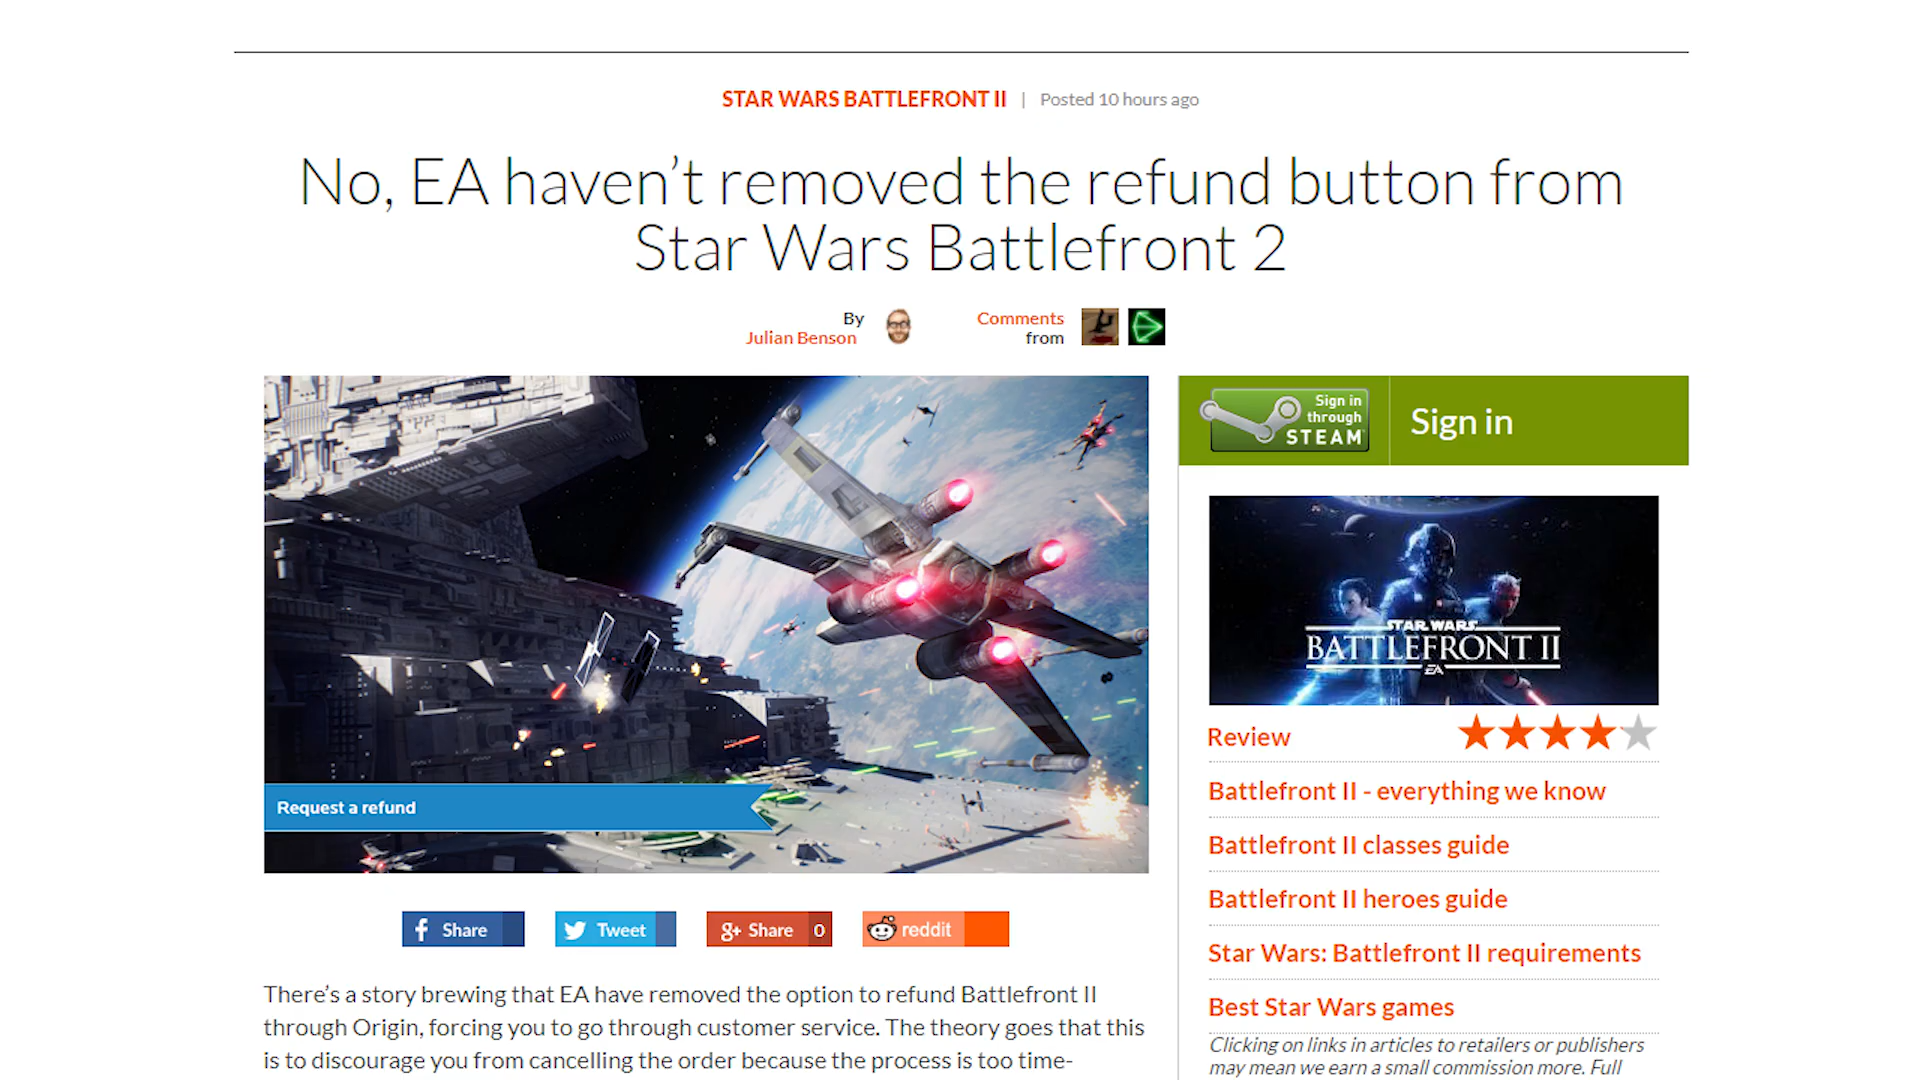 STAR WARS BATTLEFRONT II | Posted 10 hours ago
No, EA haven't removed the refund button from
Star Wars Battlefront 2
By
Julian Benson
Comments
from
Sign in
through
STEAM
Sign in
Request a refund
STAR WARS
BATTLEFRONT II
EA
Review
Battlefront II - everything we know
Battlefront II classes guide
Battlefront II heroes guide
Star Wars: Battlefront II requirements
Best Star Wars games
Clicking on links in articles to retailers or publishers
may mean we earn a small commission more. Full
f Share
Tweet
g+ Share 0
reddit
There's a story brewing that EA have removed the option to refund Battlefront II
through Origin, forcing you to go through customer service. The theory goes that this
is to discourage you from cancelling the order because the process is too time-